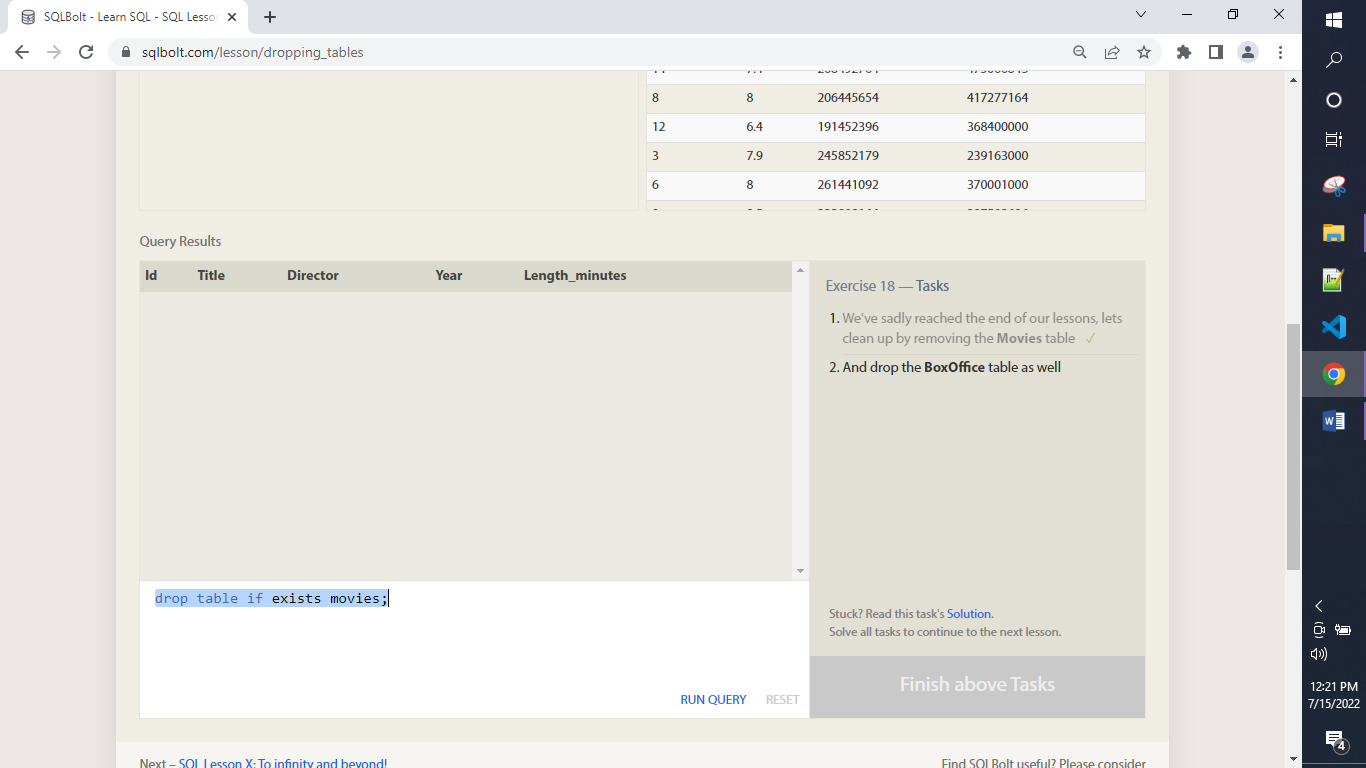 SQLBolt - Learn SQL - SQL Lesso
sqlbolt.com/lesson/dropping_tables
8 8 206445654 417277164
12 6.4 191452396 368400000
3 7.9 245852179 239163000
6 8 261441092 370001000
Query Results
Id Title Director Year Length_minutes
Exercise 18 — Tasks
1. We've sadly reached the end of our lessons, lets
clean up by removing the Movies table ✓
2. And drop the BoxOffice table as well
drop table if exists movies;
Stuck? Read this task's Solution.
Solve all tasks to continue to the next lesson.
RUN QUERY RESET
Finish above Tasks
Next – SQL Lesson X: To infinity and beyond!
Find SQLBolt useful? Please consider
12:21 PM
7/15/2022
4